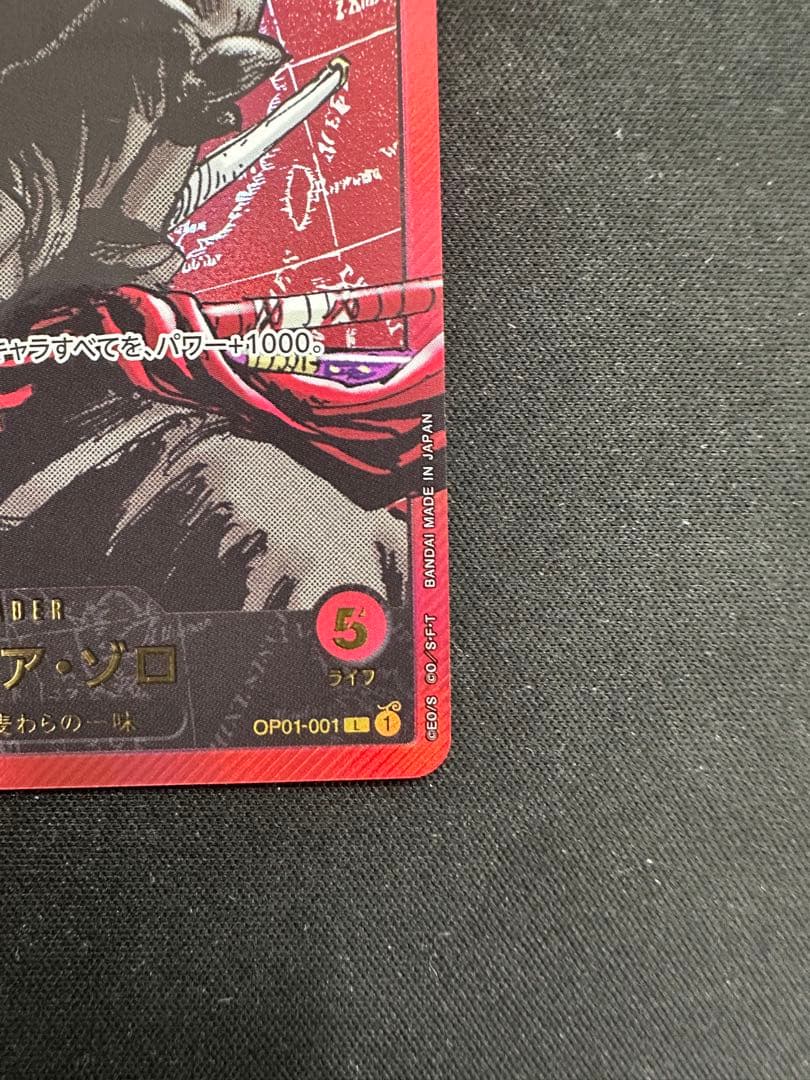 キャラすべてを、パワー+1000。
DER
ア・ゾロ
麦わらの一味
5
ライフ
OP01-001 L 1
©E0/S ©O/S・F・T BANDAI MADE IN JAPAN